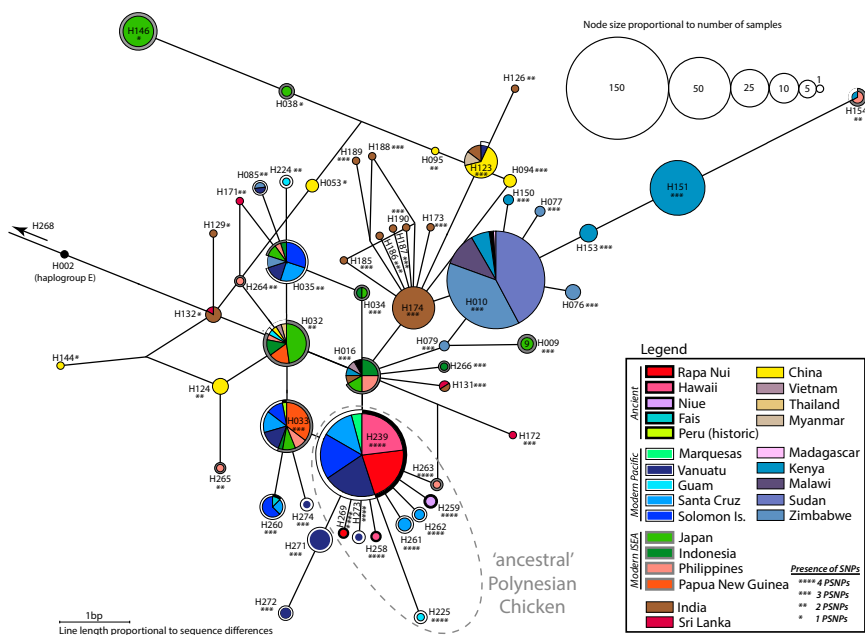 Node size proportional to number of samples
150
50
25
10
5
1
H146
*
H038*
H126**
H154
**
H095
**
H123
***
H094***
H188***
H189
***
H085**
H224**
H053*
H171**
H150
***
H077
***
H151
***
H153***
H129*
H268
H002
(haplogroup E)
***
H190
H173
***
H186***
H187***
H185
***
H174
***
H010
***
H076***
H035**
H264**
H034
***
H132*
H032
**
H016
***
H079
***
9
H009
***
H266***
H131***
H144*
H124
**
H172
***
H265
**
H033
***
H239
****
H263
****
H259
****
H262
****
H261
****
H260
***
H274
***
H271
***
H269
****
H273
****
H258
****
H272
***
H225
****
'ancestral'
Polynesian
Chicken
1bp
Line length proportional to sequence differences
Legend
Ancient
Rapa Nui
Hawaii
Niue
Fais
Peru (historic)
Modern Pacific
Marquesas
Vanuatu
Guam
Santa Cruz
Solomon Is.
Modern ISEA
Japan
Indonesia
Philippines
Papua New Guinea
India
Sri Lanka
China
Vietnam
Thailand
Myanmar
Madagascar
Kenya
Malawi
Sudan
Zimbabwe
Presence of SNPs
**** 4 PSNPs
*** 3 PSNPs
** 2 PSNPs
* 1 PSNPs